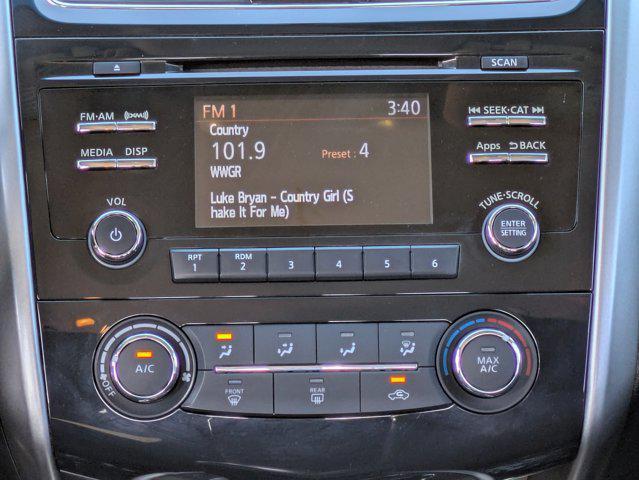 SCAN
FM·AM
MEDIA DISP
VOL
FM 1 3:40
Country
101.9 Preset : 4
WWGR
Luke Bryan - Country Girl (S
hake It For Me)
SEEK·CAT
Apps BACK
TUNE·SCROLL
ENTER
SETTING
RPT
1
RDM
2
3
4
5
6
A/C
OFF
FRONT
REAR
MAX
A/C